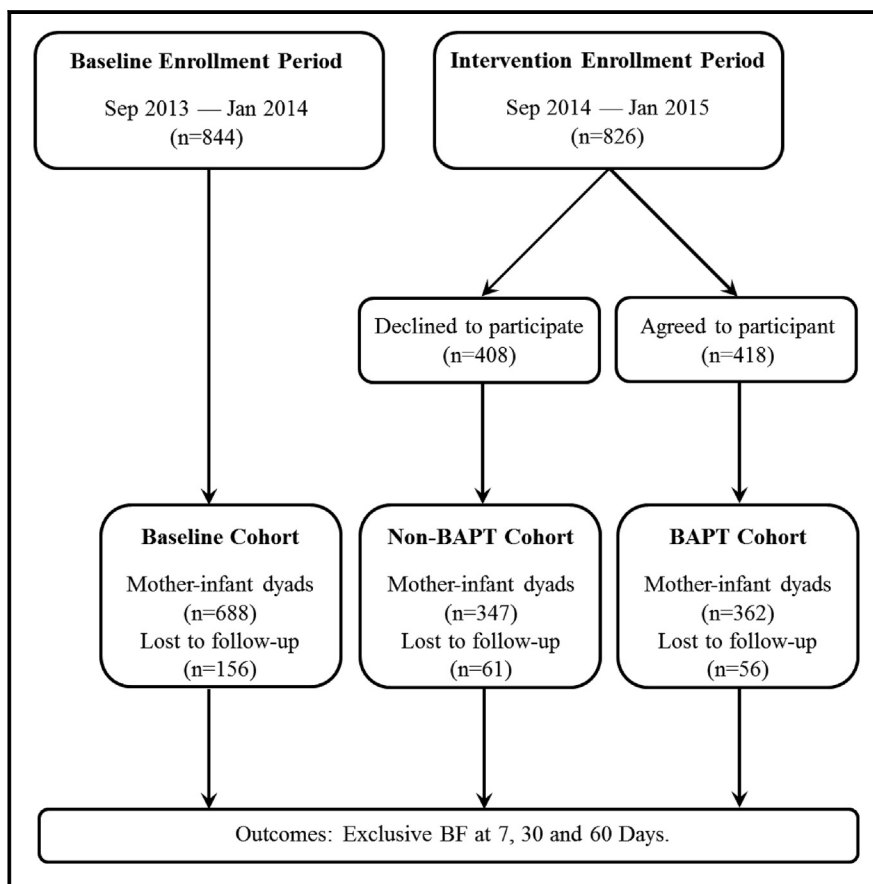 Baseline Enrollment Period
Sep 2013 — Jan 2014
(n=844)
Intervention Enrollment Period
Sep 2014 — Jan 2015
(n=826)
Declined to participate
(n=408)
Agreed to participant
(n=418)
Baseline Cohort
Mother-infant dyads
(n=688)
Lost to follow-up
(n=156)
Non-BAPT Cohort
Mother-infant dyads
(n=347)
Lost to follow-up
(n=61)
BAPT Cohort
Mother-infant dyads
(n=362)
Lost to follow-up
(n=56)
Outcomes: Exclusive BF at 7, 30 and 60 Days.